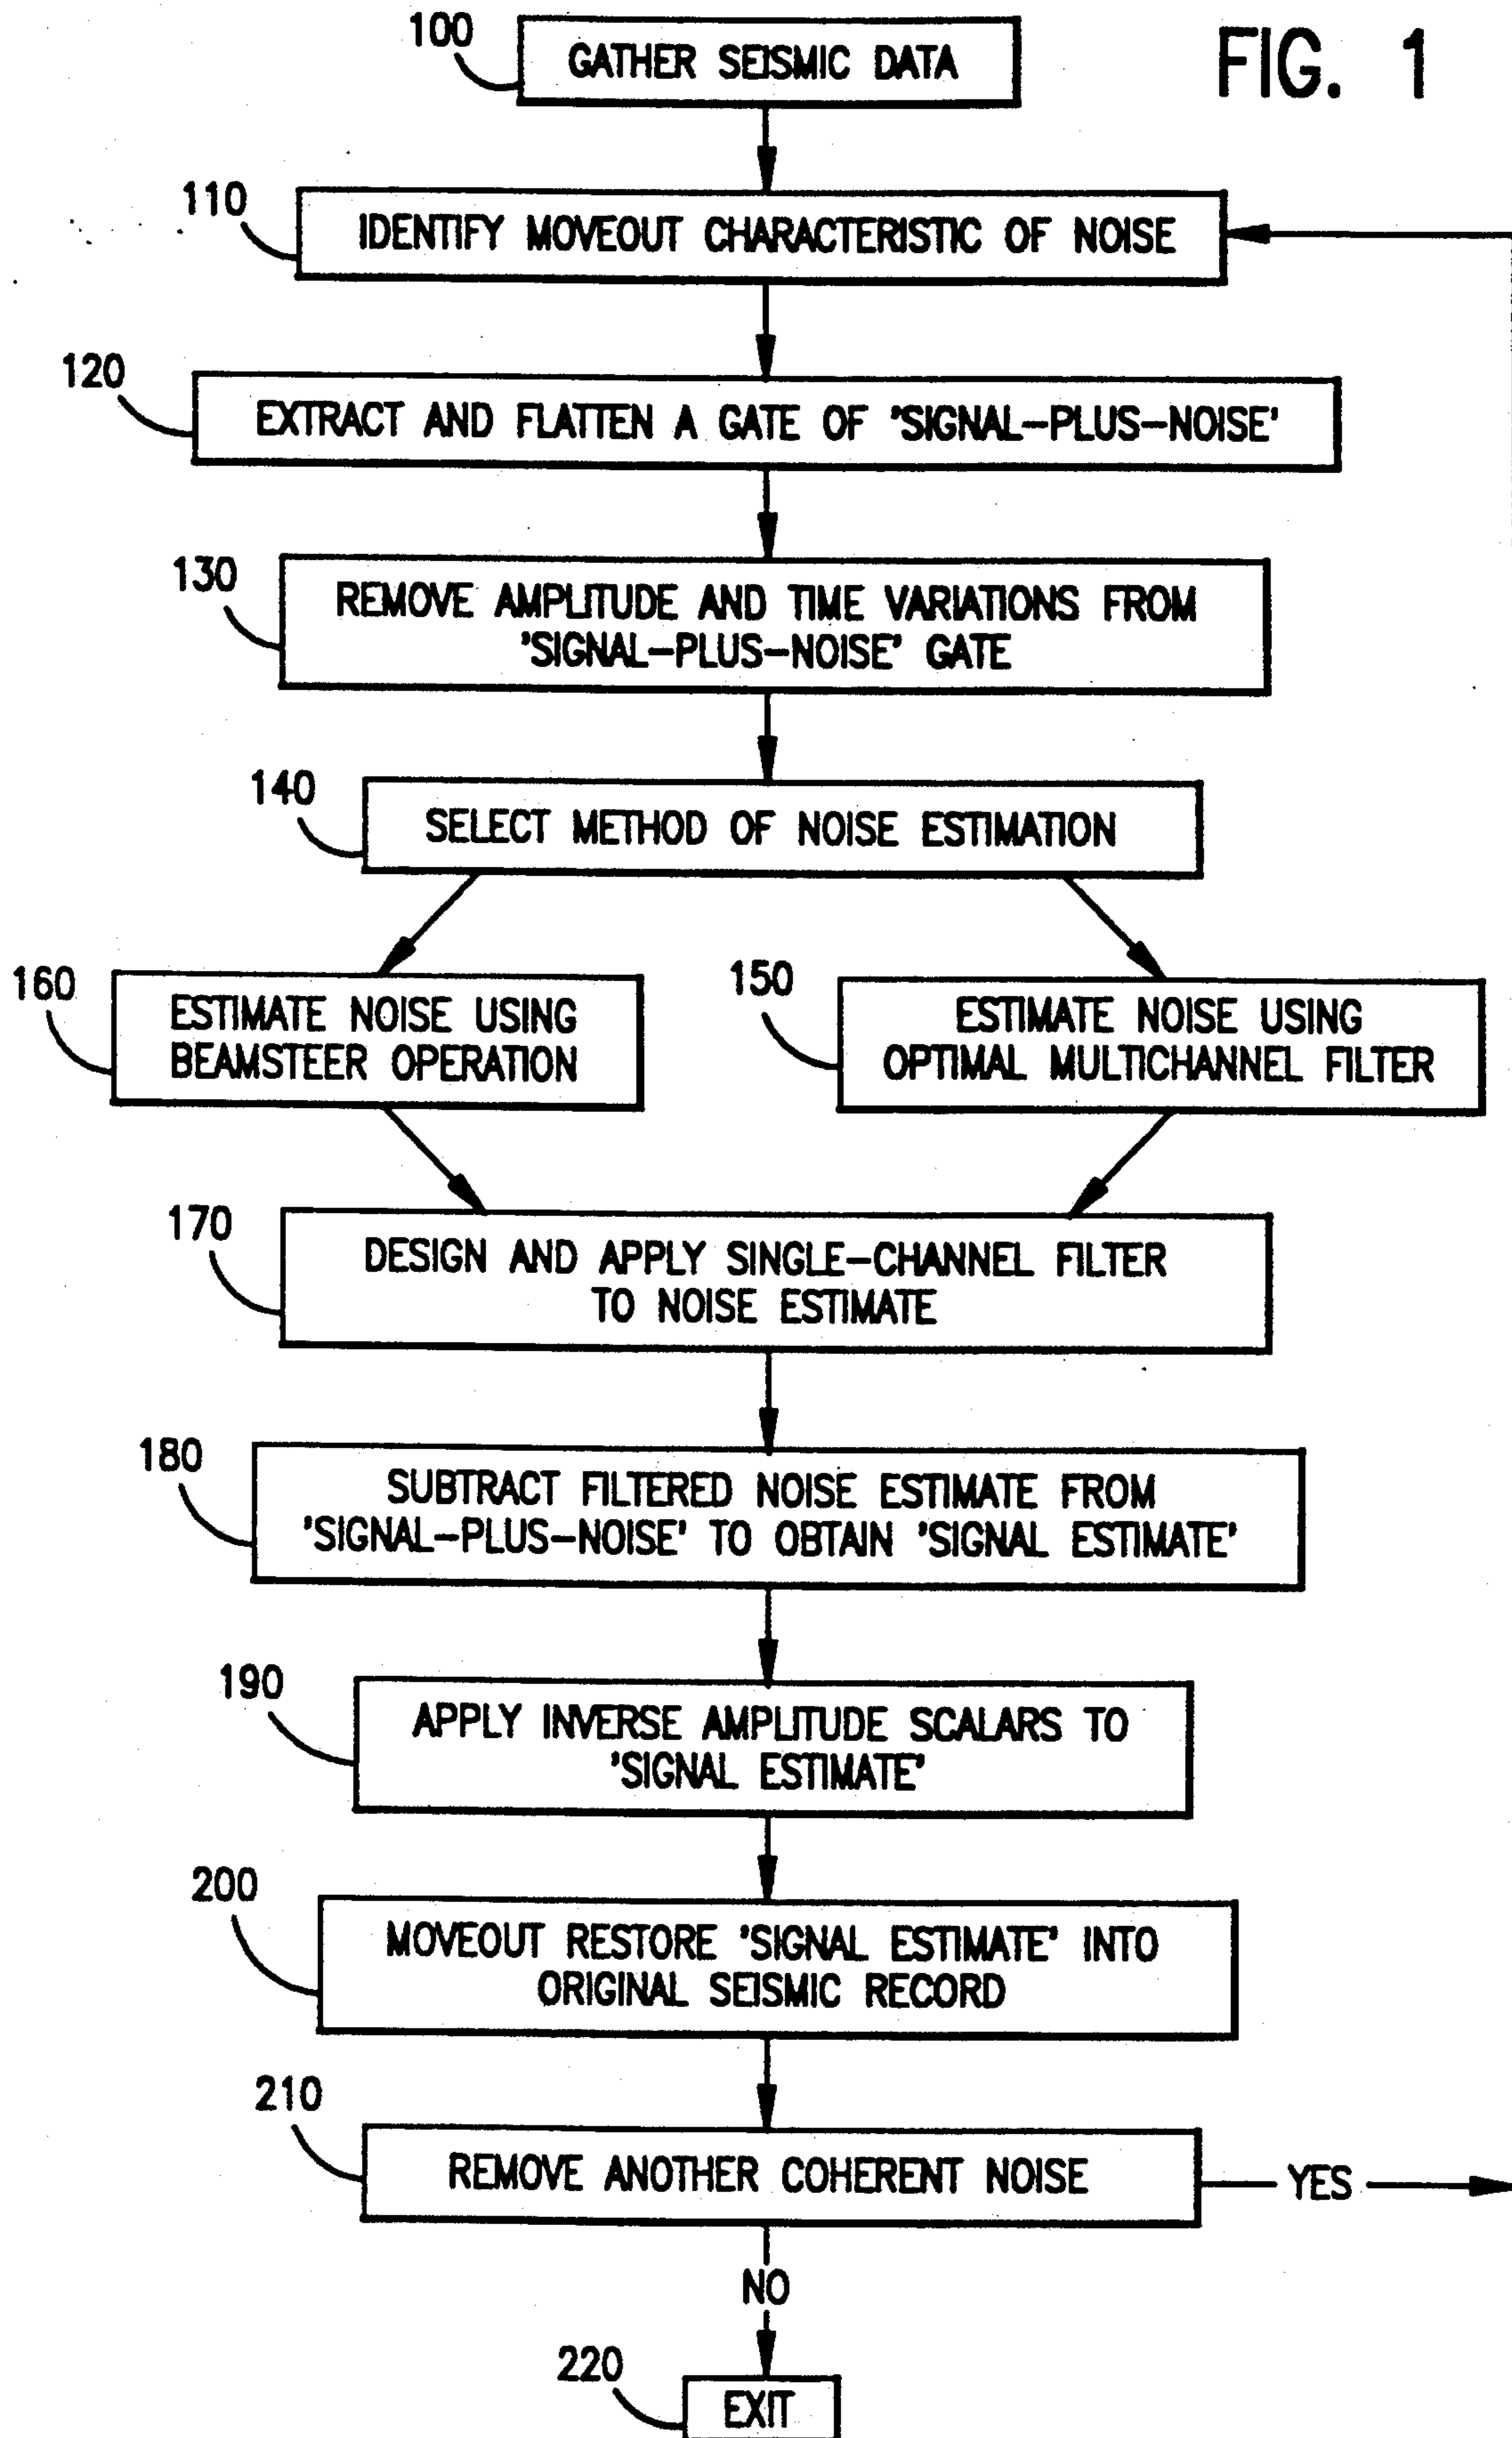 FIG. 1
100
GATHER SEISMIC DATA
110
IDENTIFY MOVEOUT CHARACTERISTIC OF NOISE
120
EXTRACT AND FLATTEN A GATE OF 'SIGNAL-PLUS-NOISE'
130
REMOVE AMPLITUDE AND TIME VARIATIONS FROM
'SIGNAL-PLUS-NOISE' GATE
140
SELECT METHOD OF NOISE ESTIMATION
160
ESTIMATE NOISE USING
BEAMSTEER OPERATION
150
ESTIMATE NOISE USING
OPTIMAL MULTICHANNEL FILTER
170
DESIGN AND APPLY SINGLE-CHANNEL FILTER
TO NOISE ESTIMATE
180
SUBTRACT FILTERED NOISE ESTIMATE FROM
'SIGNAL-PLUS-NOISE' TO OBTAIN 'SIGNAL ESTIMATE'
190
APPLY INVERSE AMPLITUDE SCALARS TO
'SIGNAL ESTIMATE'
200
MOVEOUT RESTORE 'SIGNAL ESTIMATE' INTO
ORIGINAL SEISMIC RECORD
210
REMOVE ANOTHER COHERENT NOISE
YES
NO
220
EXIT